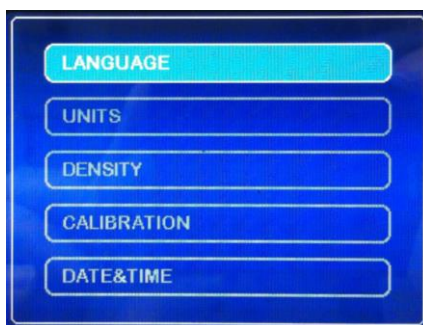 LANGUAGE
UNITS
DENSITY
CALIBRATION
DATE&TIME